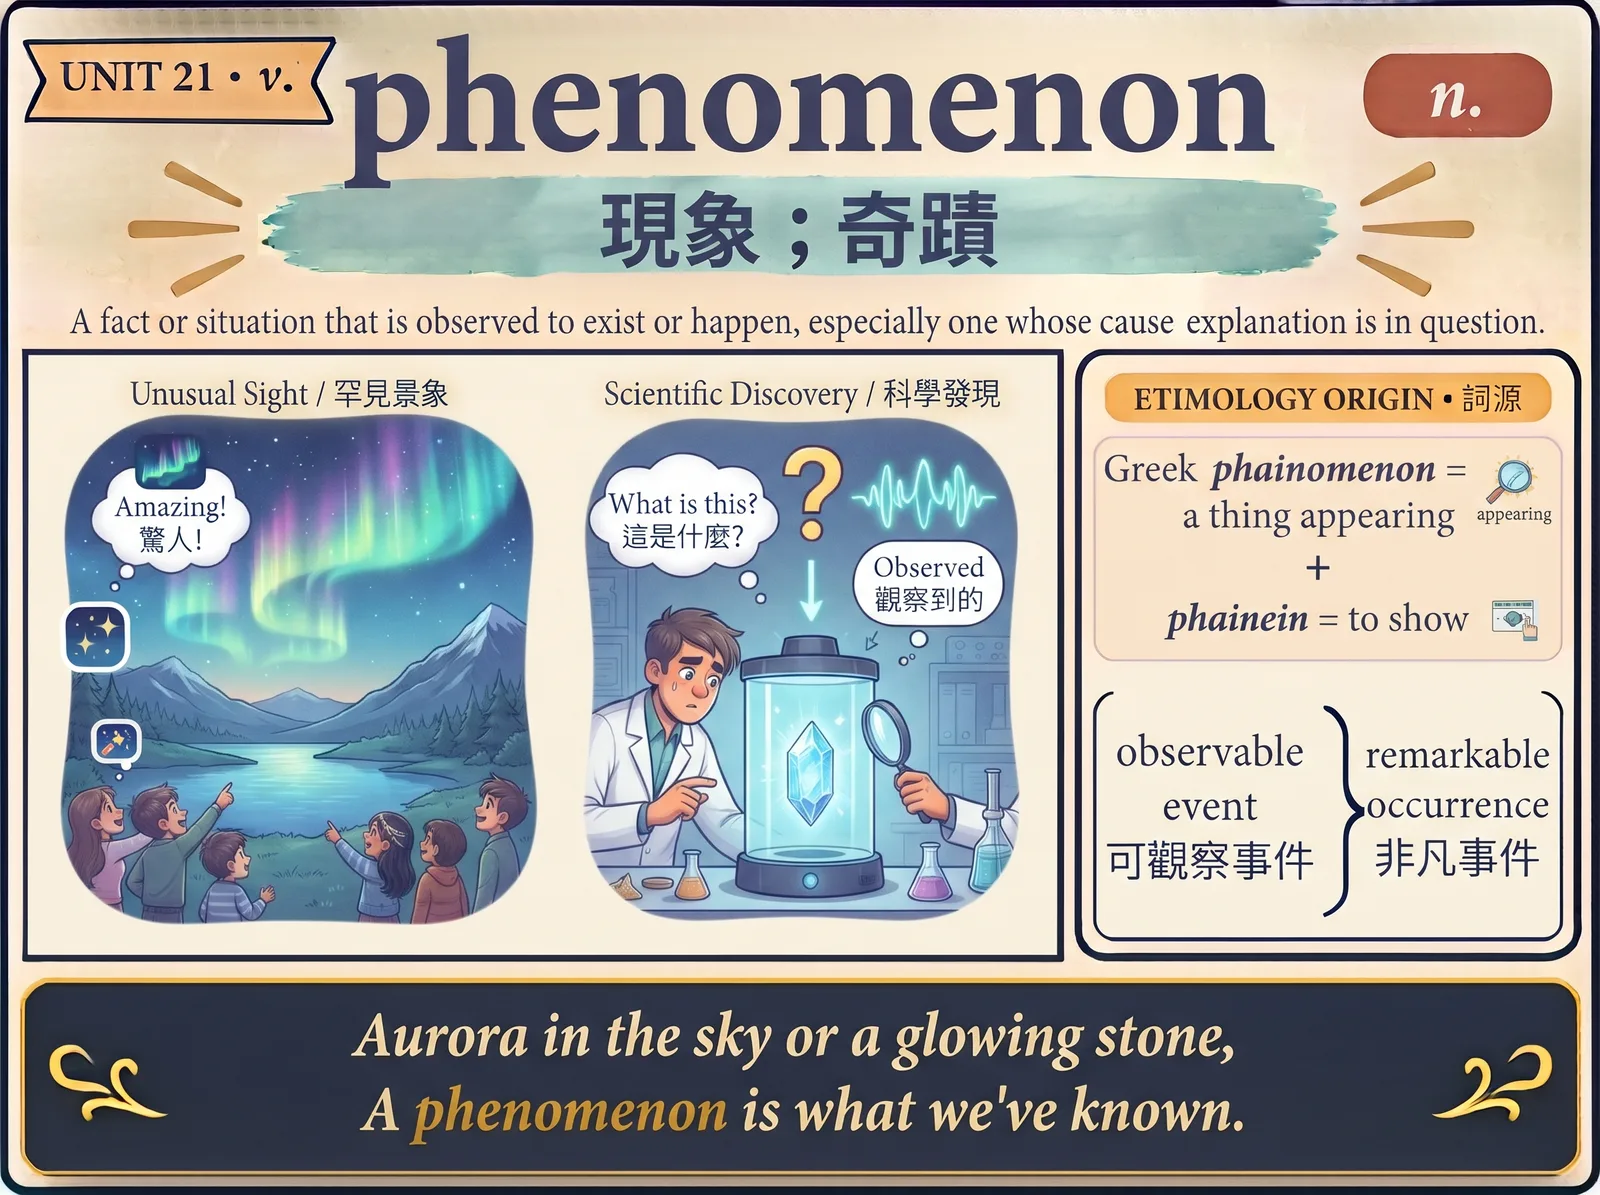 UNIT 21 • v.
phenomenon
n.
現象；奇蹟
A fact or situation that is observed to exist or happen, especially one whose cause explanation is in question.
Unusual Sight / 罕見景象
Amazing!
驚人!
Scientific Discovery / 科學發現
What is this?
這是什麼?
?
Observed
觀察到的
ETIMOLOGY ORIGIN • 詞源
Greek phainomenon =
a thing appearing
appearing
+
phainein = to show
observable
event
可觀察事件
remarkable
occurrence
非凡事件
Aurora in the sky or a glowing stone,
A phenomenon is what we've known.